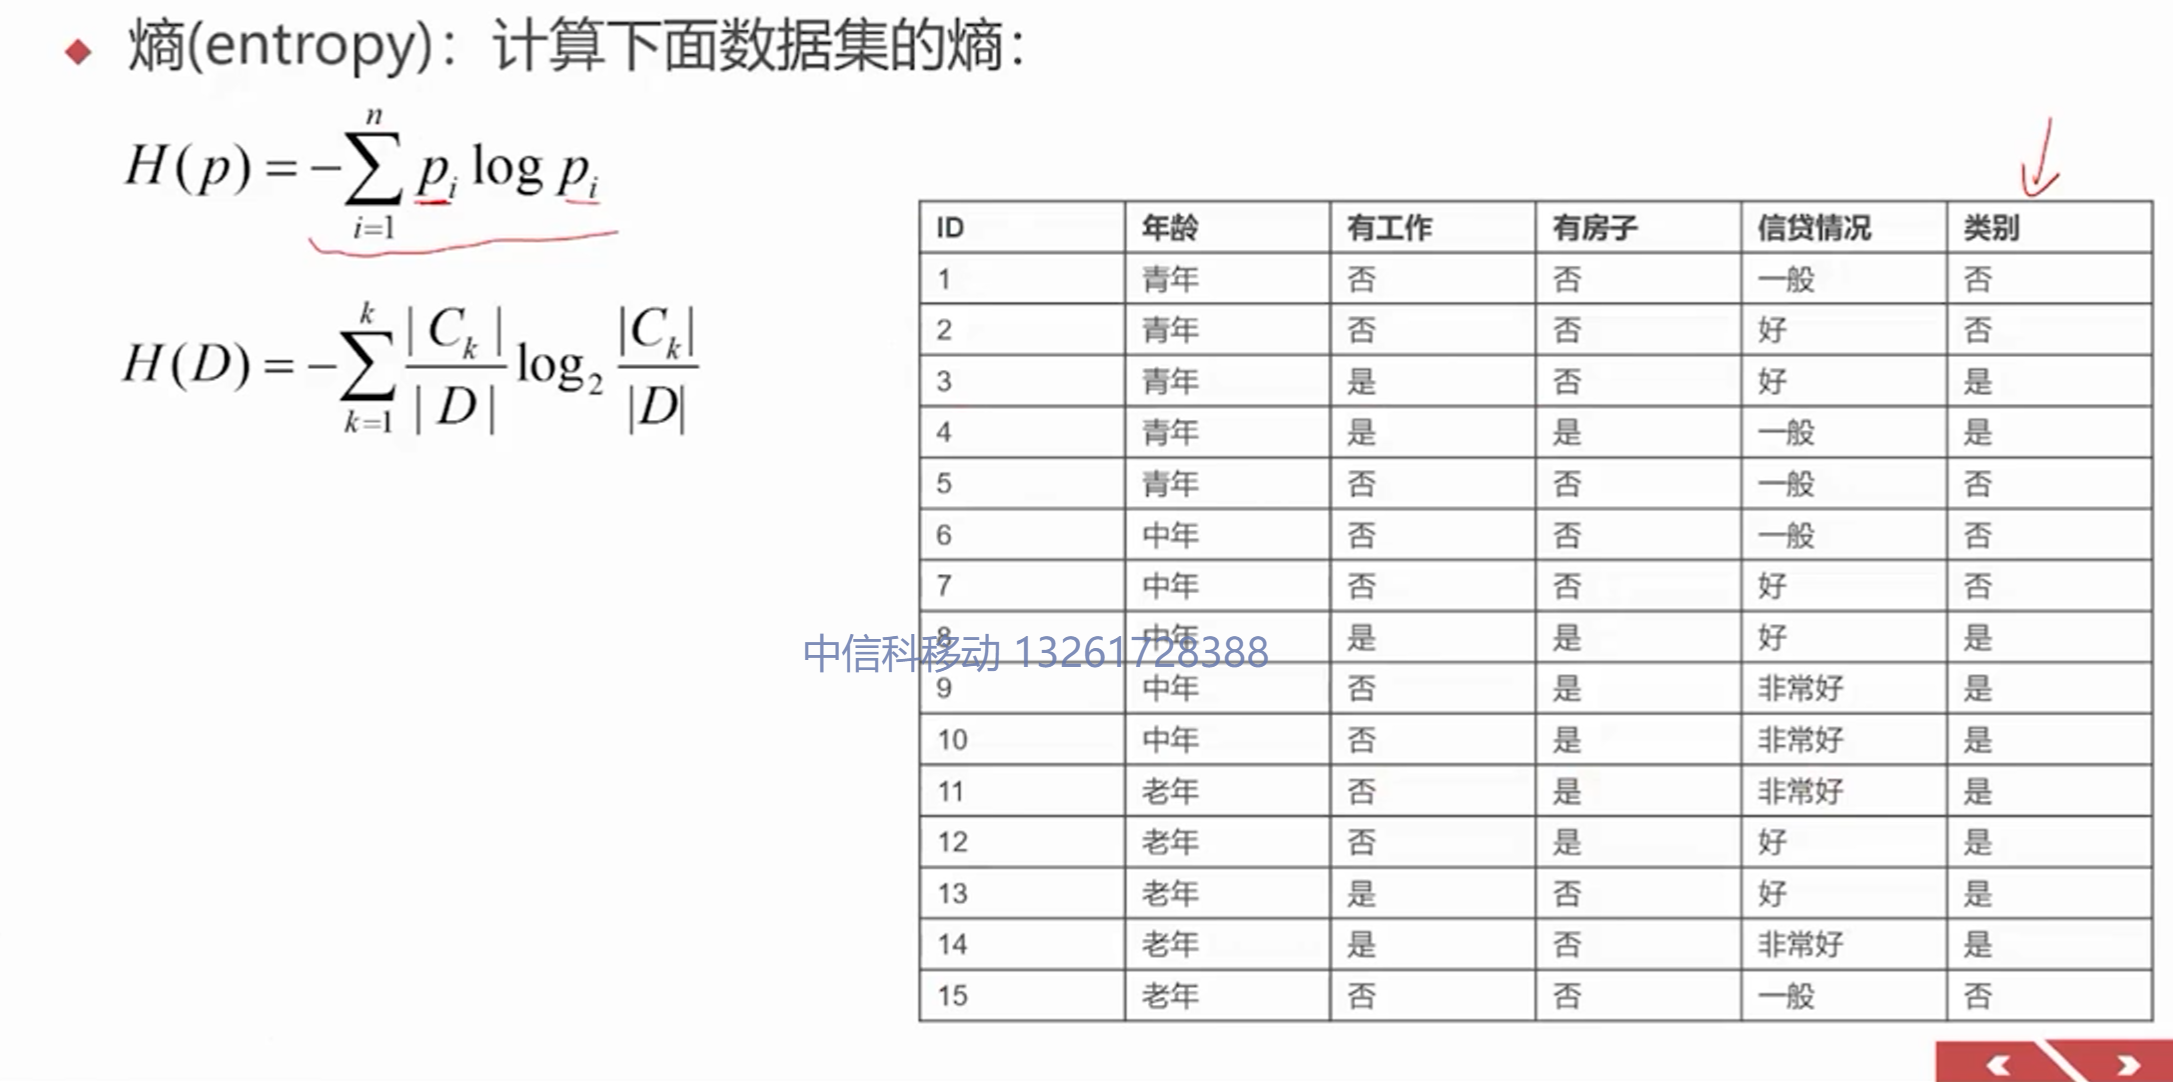 熵(entropy)：计算下面数据集的熵：
H(p) = -∑_{i=1}^{n} p_i log p_i
H(D) = -∑_{k=1}^{k} |C_k|/|D| log_2 |C_k|/|D|
ID 年龄 有工作 有房子 信贷情况 类别
1 青年 否 否 一般 否
2 青年 否 否 好 否
3 青年 是 否 好 是
4 青年 是 是 一般 是
5 青年 否 否 一般 否
6 中年 否 否 一般 否
7 中年 否 否 好 否
8 中年 是 是 好 是
中信科移动 13261728388
9 中年 否 是 非常好 是
10 中年 否 是 非常好 是
11 老年 否 是 非常好 是
12 老年 否 是 好 是
13 老年 是 否 好 是
14 老年 是 否 非常好 是
15 老年 否 否 一般 否